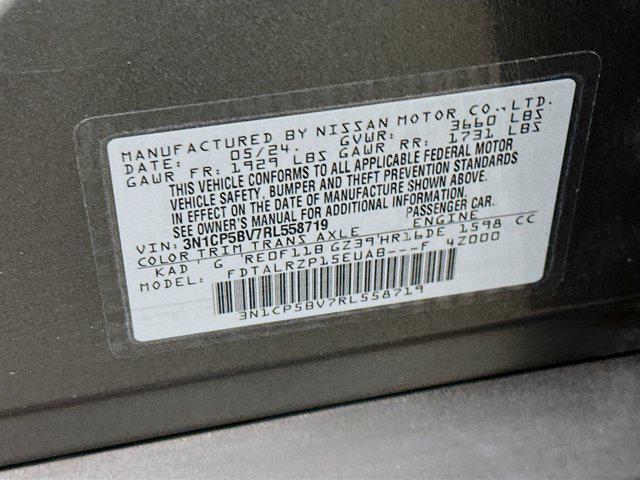 MANUFACTURED BY NISSAN MOTOR CO., LTD.
DATE: 05/24. GVWR: 3660 LBS
GAWR FR: 1929 LBS GAWR RR: 1731 LBS
THIS VEHICLE CONFORMS TO ALL APPLICABLE FEDERAL MOTOR
VEHICLE SAFETY, BUMPER AND THEFT PREVENTION STANDARDS
IN EFFECT ON THE DATE OF MANUFACTURE SHOWN ABOVE.
SEE OWNER'S MANUAL FOR ADDITIONAL INFORMATION.
VIN: 3N1CP5BV7RL558719 PASSENGER CAR.
COLOR TRIM TRANS AXLE ENGINE
KAD G RE0F11B GZ39 HR16DE 1598 CC
MODEL: FDTALRZP15EUAB---F 4Z000
3N1CP5BV7RL558719